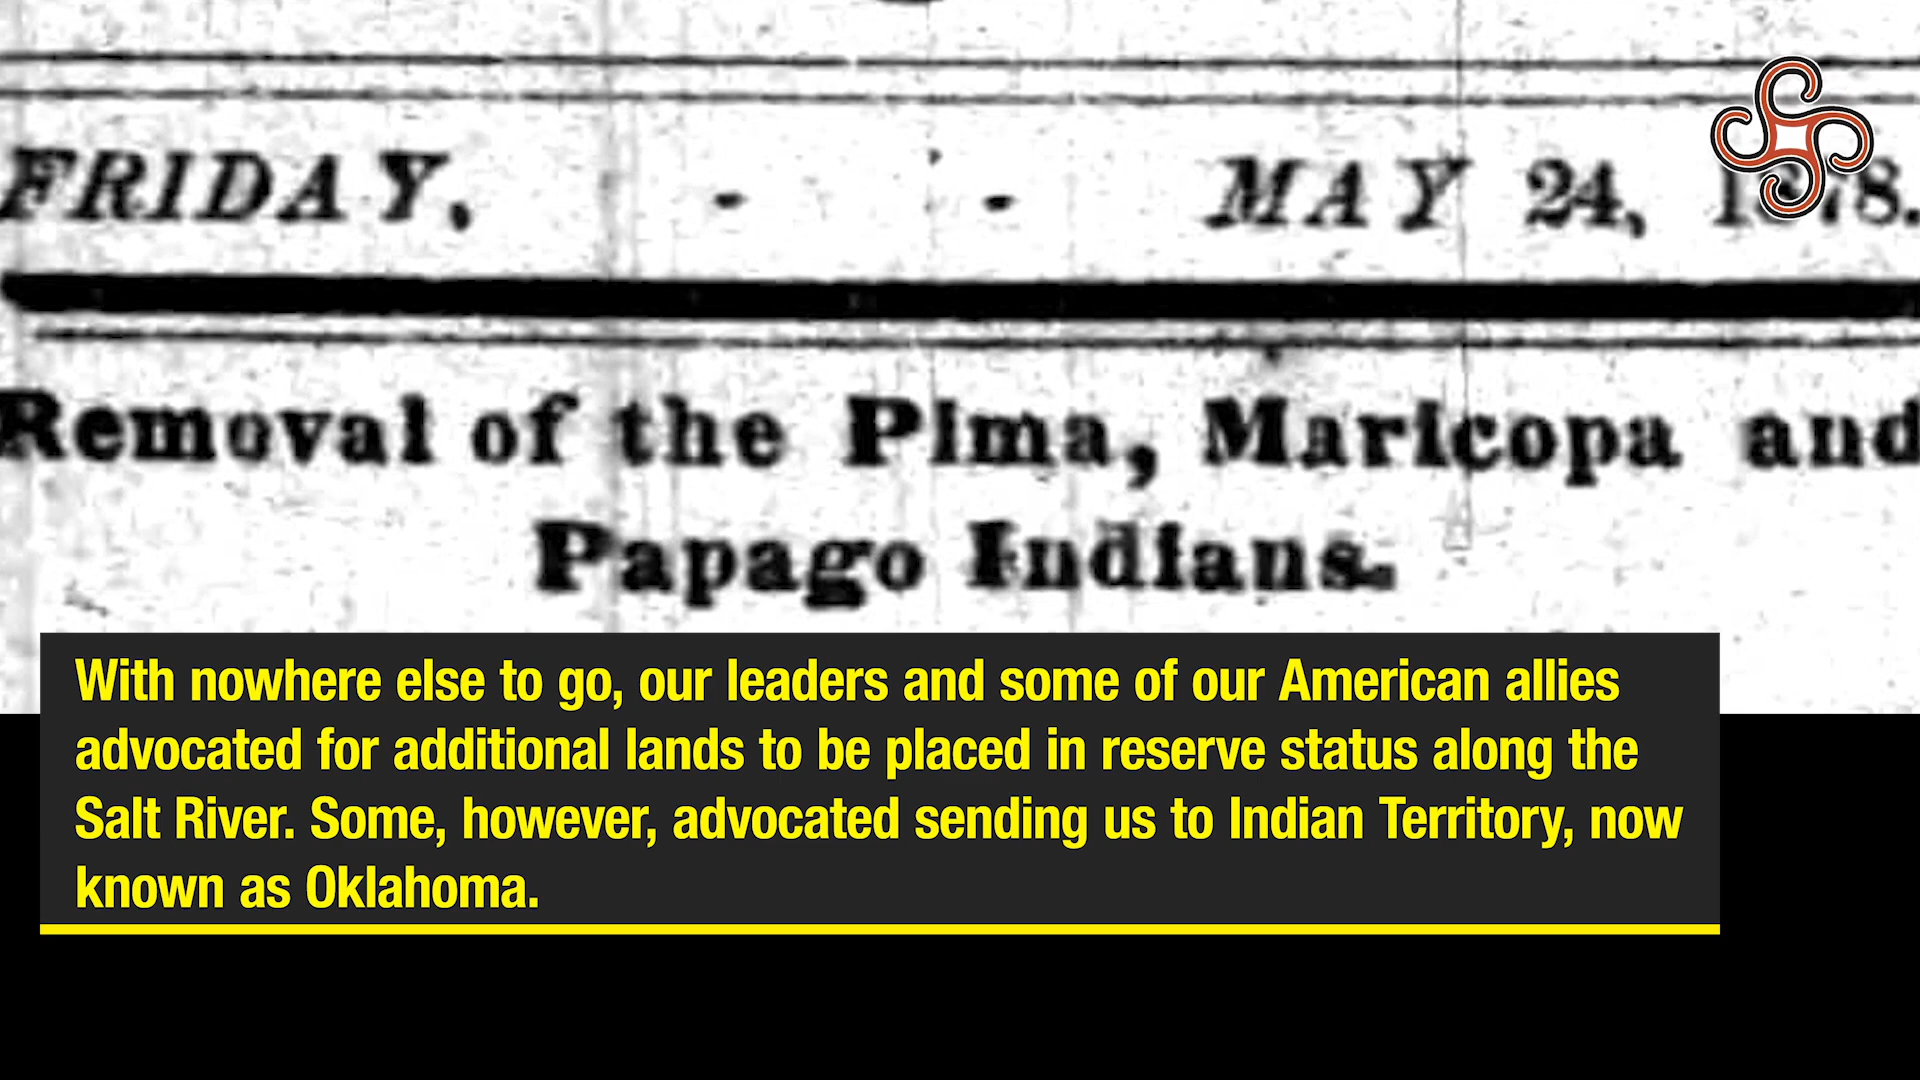 FRIDAY, - - MAY 24, 1878.
Removal of the Pima, Maricopa and
Papago Indians.
With nowhere else to go, our leaders and some of our American allies
advocated for additional lands to be placed in reserve status along the
Salt River. Some, however, advocated sending us to Indian Territory, now
known as Oklahoma.